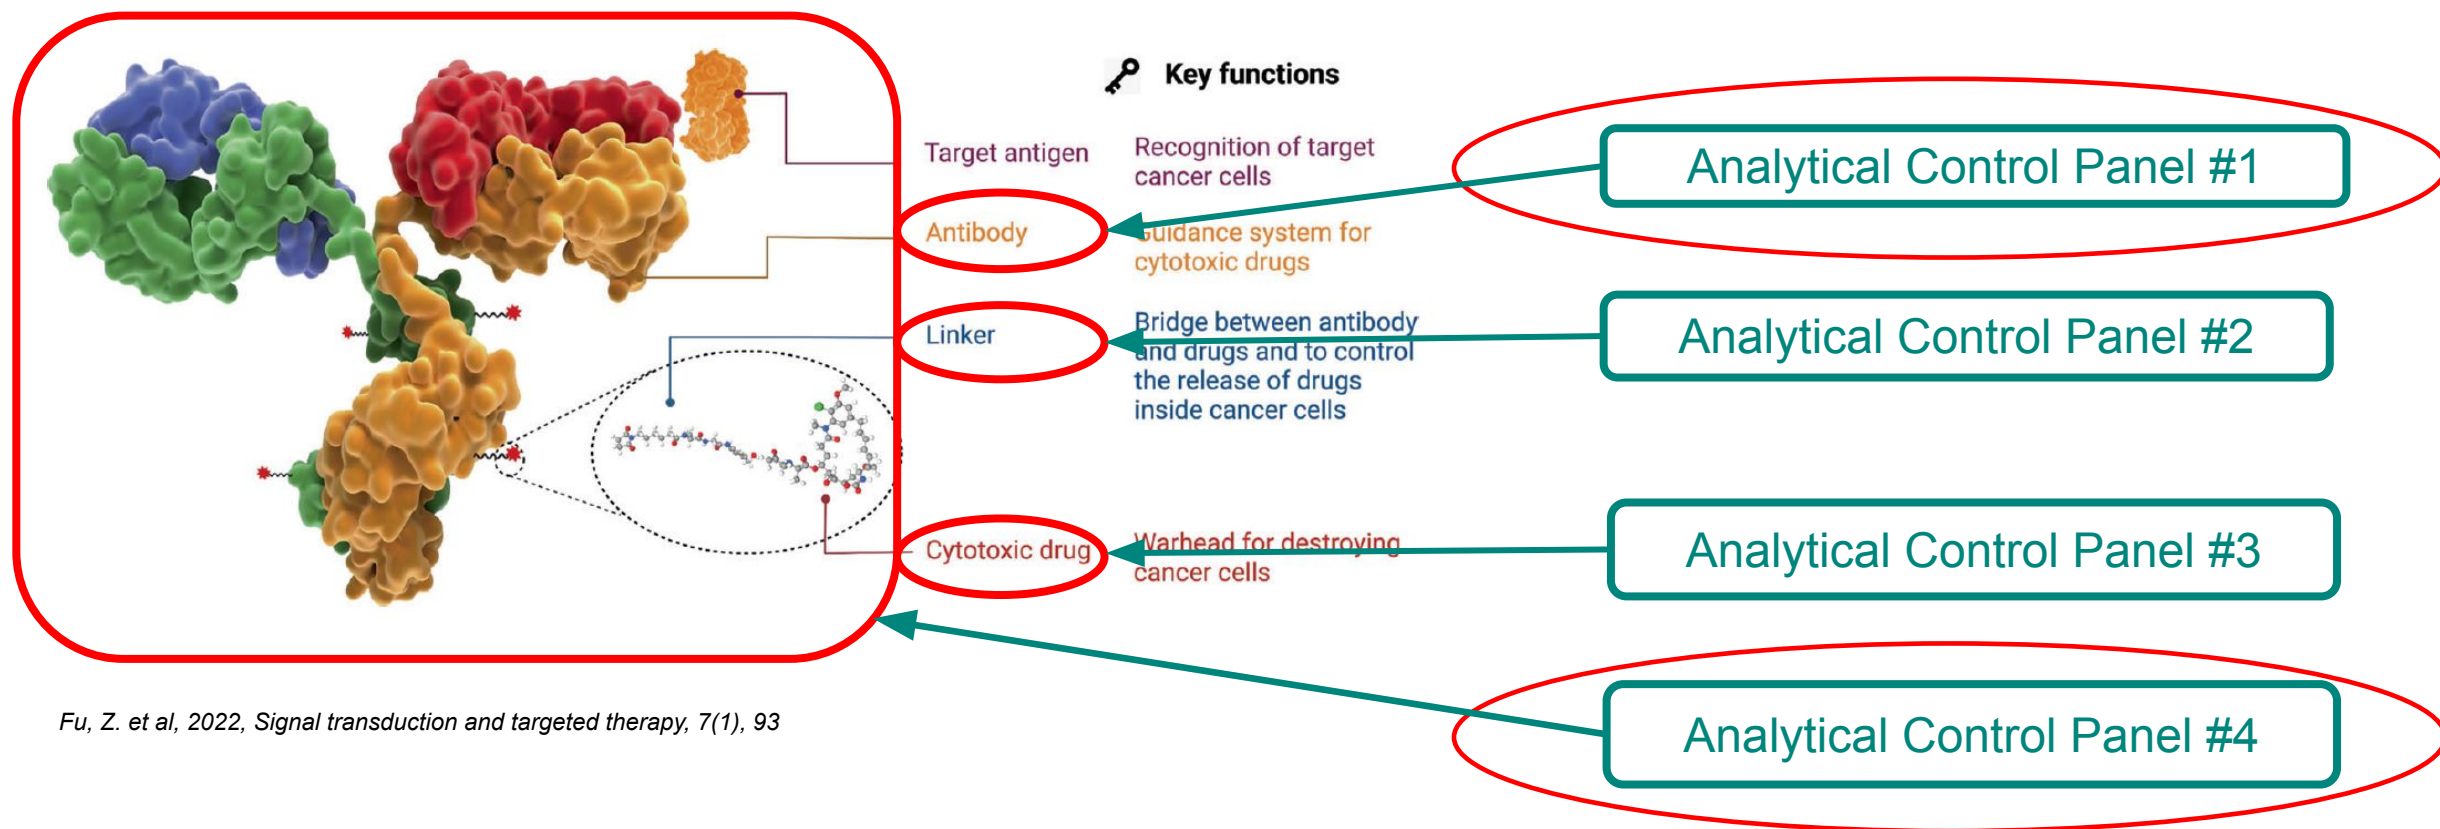 Key functions
Target antigen
Recognition of target
cancer cells
Analytical Control Panel #1
Antibody
Guidance system for
cytotoxic drugs
Linker
Bridge between antibody
and drugs and to control
the release of drugs
inside cancer cells
Analytical Control Panel #2
Cytotoxic drug
Warhead for destroying
cancer cells
Analytical Control Panel #3
Analytical Control Panel #4
Fu, Z. et al, 2022, Signal transduction and targeted therapy, 7(1), 93